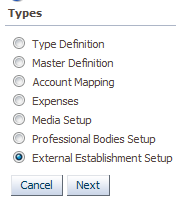 Types
Type Definition
Master Definition
Account Mapping
Expenses
Media Setup
Professional Bodies Setup
External Establishment Setup
Cancel Next